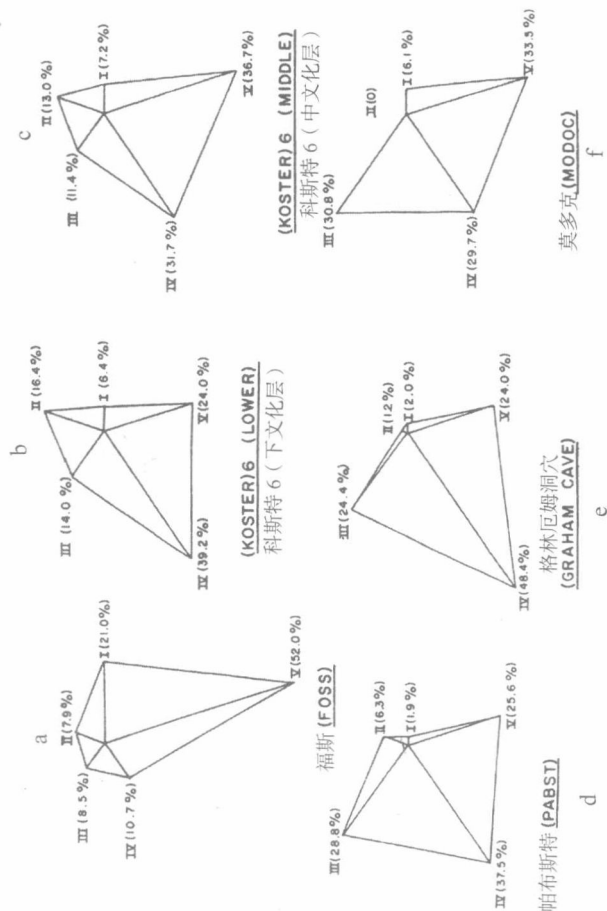 a
II(7.9%)
III(8.5%)
I(21.0%)
IV(10.7%)
V(52.0%)
福斯(FOSS)
b
II(16.4%)
III(14.0%)
I(6.4%)
IV(39.2%)
V(24.0%)
(KOSTER)6 (LOWER)
科斯特6(下文化层)
c
II(13.0%)
III(11.4%)
I(7.2%)
IV(31.7%)
V(36.7%)
(KOSTER)6 (MIDDLE)
科斯特6(中文化层)
II(6.3%)
III(28.8%)
I(1.9%)
IV(37.5%)
V(25.6%)
帕布斯特(PABST)
d
II(1.2%)
III(24.4%)
I(2.0%)
IV(48.4%)
V(24.0%)
格林厄姆洞穴
(GRAHAM CAVE)
e
II(0)
III(30.8%)
I(6.1%)
IV(29.7%)
V(33.5%)
莫多克(MODOC)
f